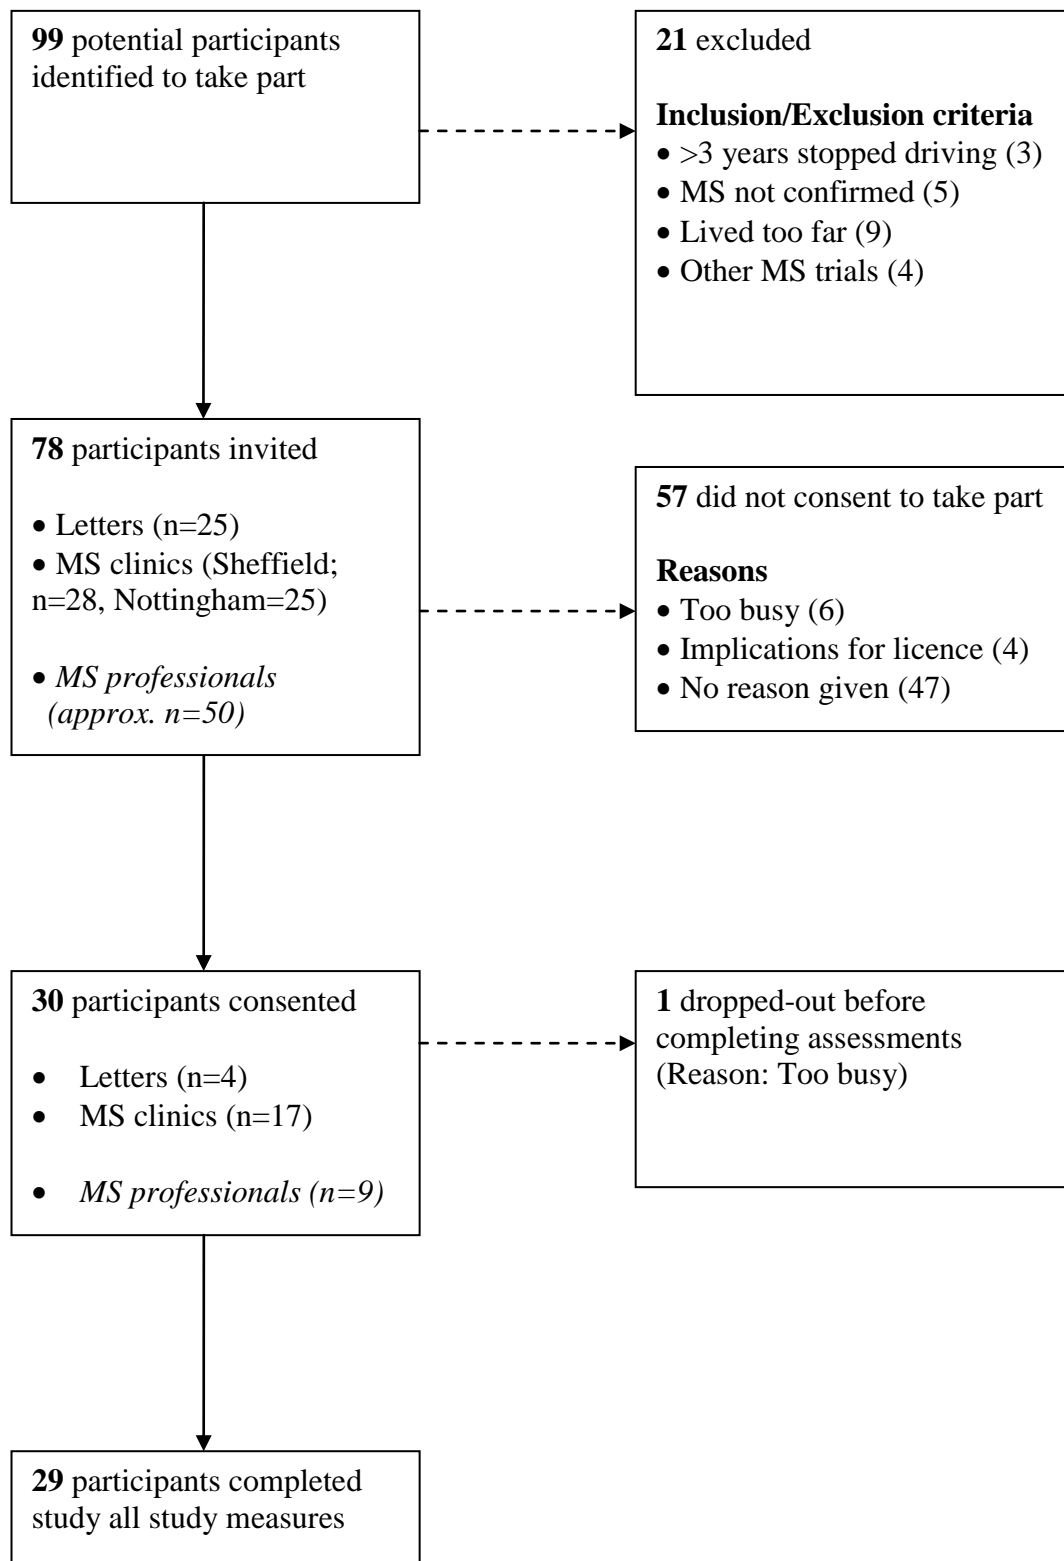 99 potential participants
identified to take part
21 excluded
Inclusion/Exclusion criteria
• >3 years stopped driving (3)
• MS not confirmed (5)
• Lived too far (9)
• Other MS trials (4)
78 participants invited
• Letters (n=25)
• MS clinics (Sheffield;
n=28, Nottingham=25)
• MS professionals
(approx. n=50)
57 did not consent to take part
Reasons
• Too busy (6)
• Implications for licence (4)
• No reason given (47)
30 participants consented
• Letters (n=4)
• MS clinics (n=17)
• MS professionals (n=9)
1 dropped-out before
completing assessments
(Reason: Too busy)
29 participants completed
study all study measures